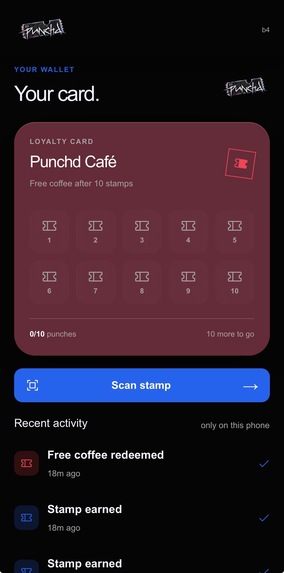 Punchd
b4
YOUR WALLET
Your card.
Punchd
LOYALTY CARD
Punchd Café
Free coffee after 10 stamps
1 2 3 4 5
6 7 8 9 10
0/10 punches 10 more to go
Scan stamp →
Recent activity only on this phone
Free coffee redeemed
18m ago
Stamp earned
18m ago
Stamp earned